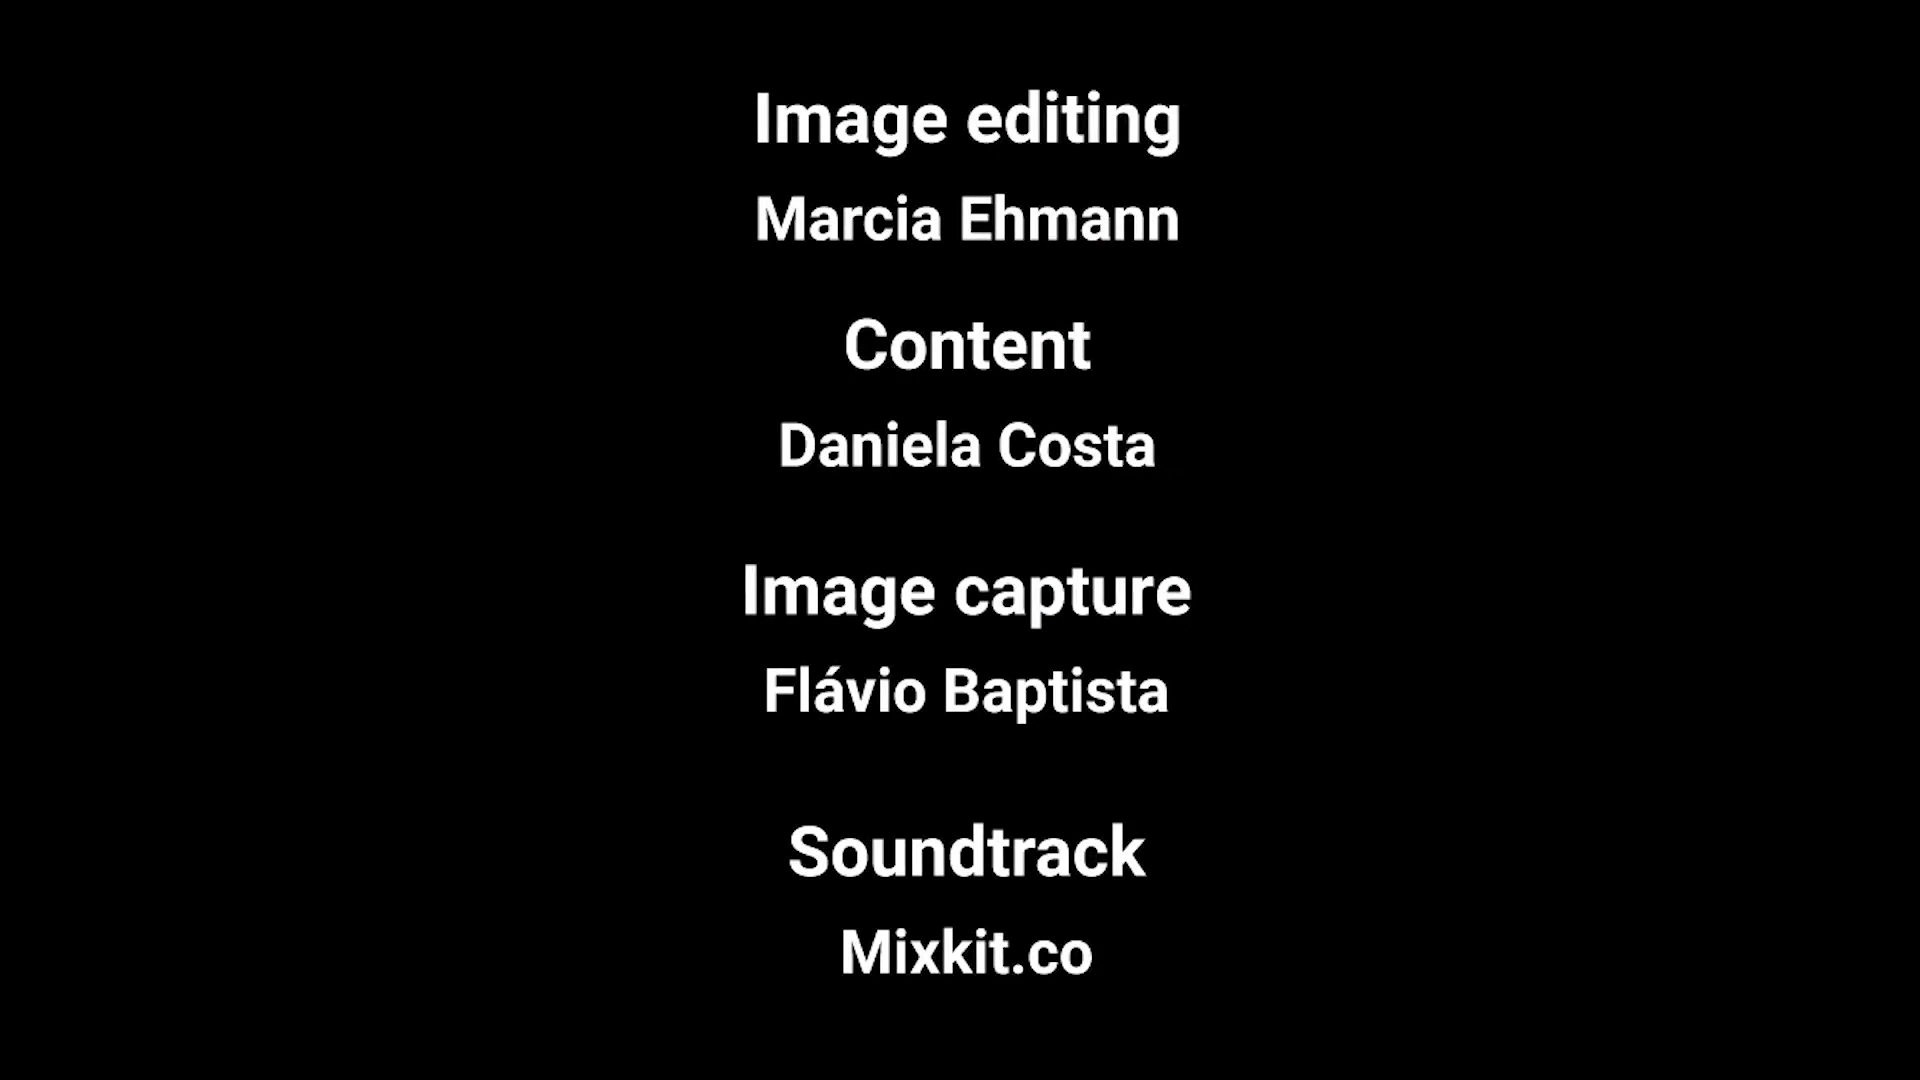 Image editing
Marcia Ehmann
Content
Daniela Costa
Image capture
Flávio Baptista
Soundtrack
Mixkit.co